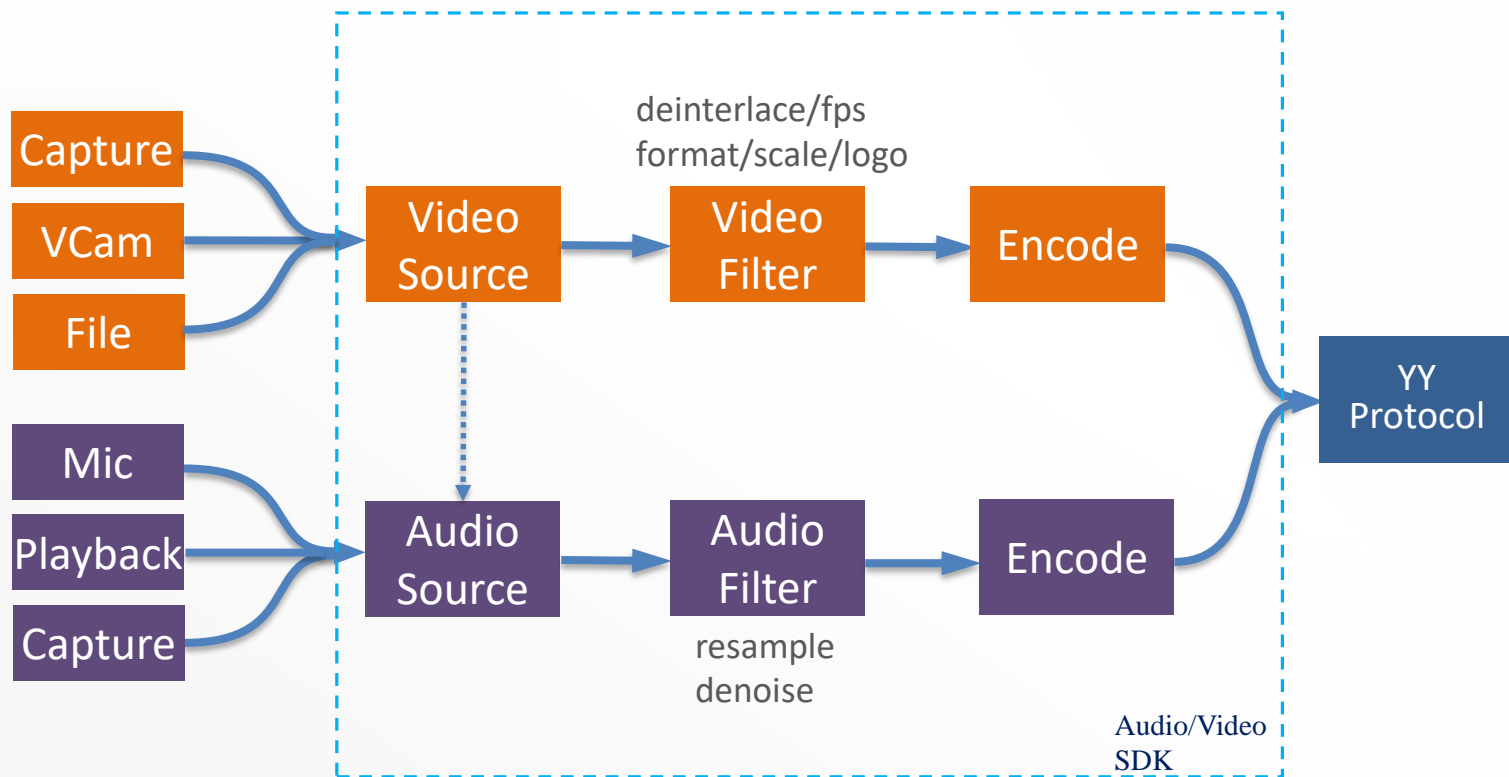 deinterlace/fps
format/scale/logo
Capture
VCam
File
Video
Source
Video
Filter
Encode
YY
Protocol
Mic
Playback
Capture
Audio
Source
Audio
Filter
Encode
resample
denoise
Audio/Video
SDK